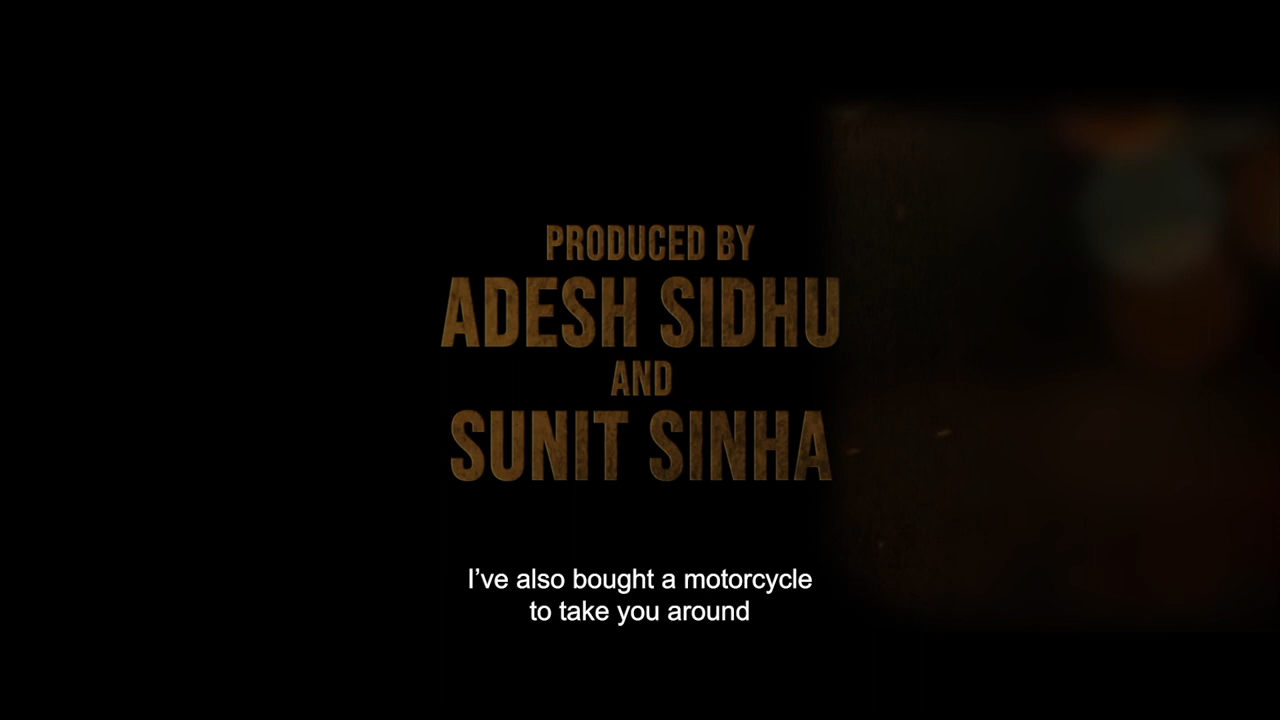 PRODUCED BY
ADESH SIDHU
AND
SUNIT SINHA
I’ve also bought a motorcycle
to take you around